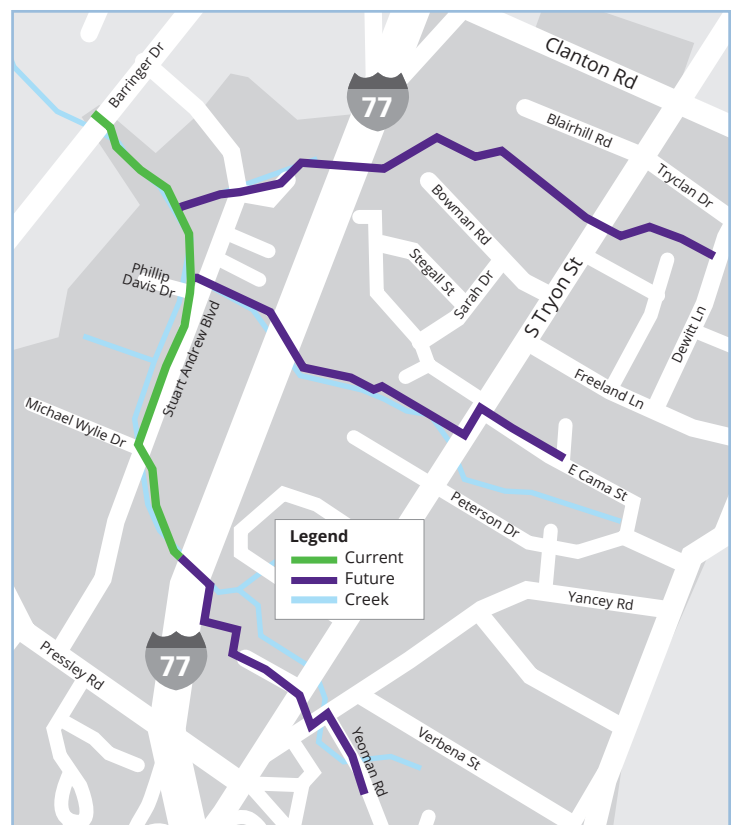 Barringer Dr
Clanton Rd
77
Blairhill Rd
Tryclan Dr
Bowman Rd
Stegall St
Sarah Dr
Phillip
Davis Dr
S Tryon St
Stuart Andrew Blvd
Dewitt Ln
Freeland Ln
Michael Wylie Dr
E Cama St
Peterson Dr
Legend
Current
Future
Creek
Yancey Rd
77
Pressley Rd
Yeoman Rd
Verbena St